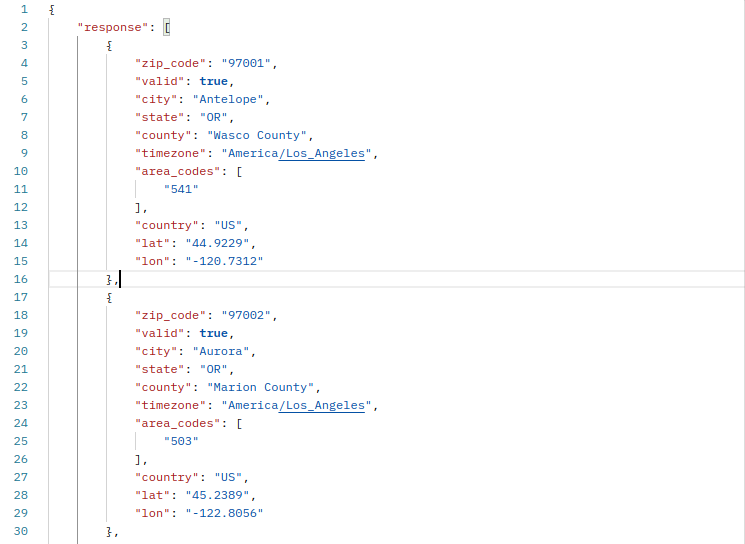 1 {
2     "response": [
3         {
4             "zip_code": "97001",
5             "valid": true,
6             "city": "Antelope",
7             "state": "OR",
8             "county": "Wasco County",
9             "timezone": "America/Los_Angeles",
10             "area_codes": [
11                 "541"
12             ],
13             "country": "US",
14             "lat": "44.9229",
15             "lon": "-120.7312"
16         },
17         {
18             "zip_code": "97002",
19             "valid": true,
20             "city": "Aurora",
21             "state": "OR",
22             "county": "Marion County",
23             "timezone": "America/Los_Angeles",
24             "area_codes": [
25                 "503"
26             ],
27             "country": "US",
28             "lat": "45.2389",
29             "lon": "-122.8056"
30         },